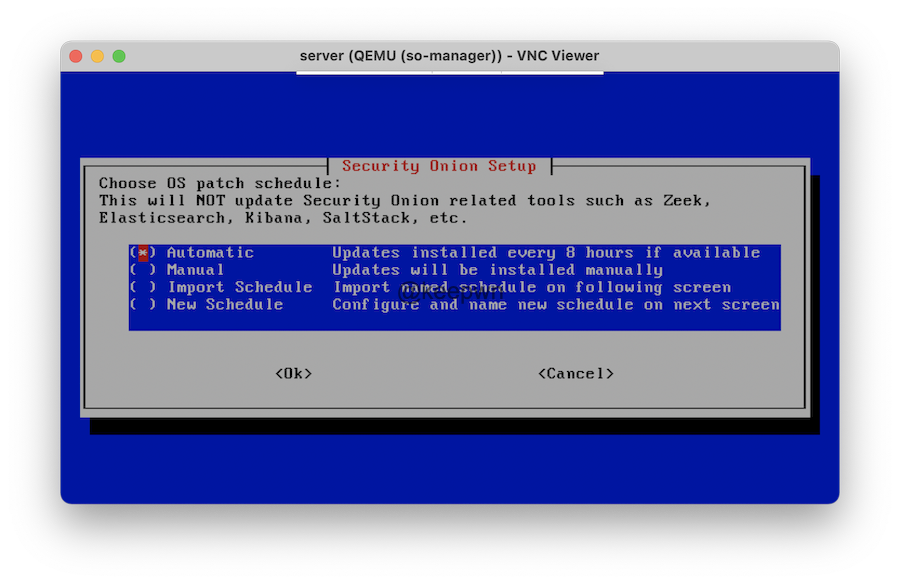 server (QEMU (so-manager)) - VNC Viewer
Security Onion Setup
Choose OS patch schedule:
This will NOT update Security Onion related tools such as Zeek,
Elasticsearch, Kibana, SaltStack, etc.
(*) Automatic Updates installed every 8 hours if available
( ) Manual Updates will be installed manually
( ) Import Schedule Import named schedule on following screen
( ) New Schedule Configure and name new schedule on next screen
@keepwn
<Ok> <Cancel>